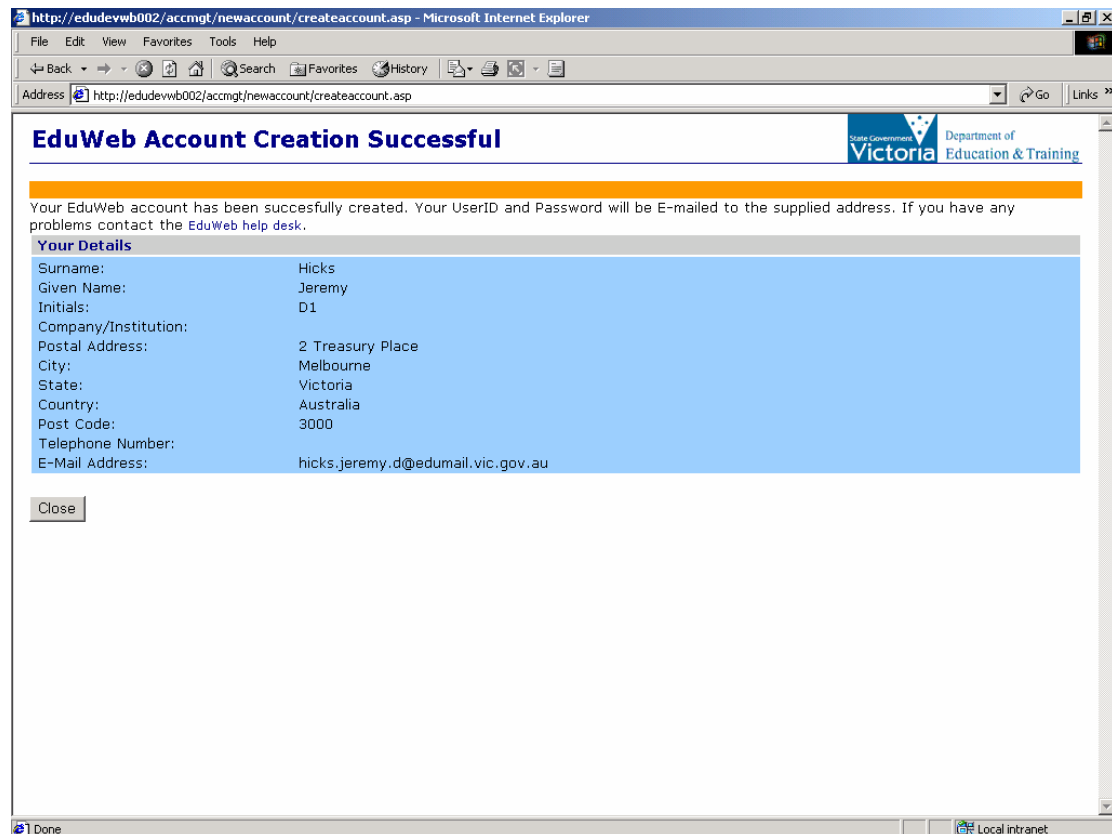 http://edudevwb002/accmgt/newaccount/createaccount.asp - Microsoft Internet Explorer
File Edit View Favorites Tools Help
Back Search Favorites History
Address http://edudevwb002/accmgt/newaccount/createaccount.asp Go Links »
EduWeb Account Creation Successful
State Government Victoria
Department of
Education & Training
Your EduWeb account has been succesfully created. Your UserID and Password will be E-mailed to the supplied address. If you have any
problems contact the EduWeb help desk.
Your Details
Surname: Hicks
Given Name: Jeremy
Initials: D1
Company/Institution:
Postal Address: 2 Treasury Place
City: Melbourne
State: Victoria
Country: Australia
Post Code: 3000
Telephone Number:
E-Mail Address: hicks.jeremy.d@edumail.vic.gov.au
Close
Done Local intranet